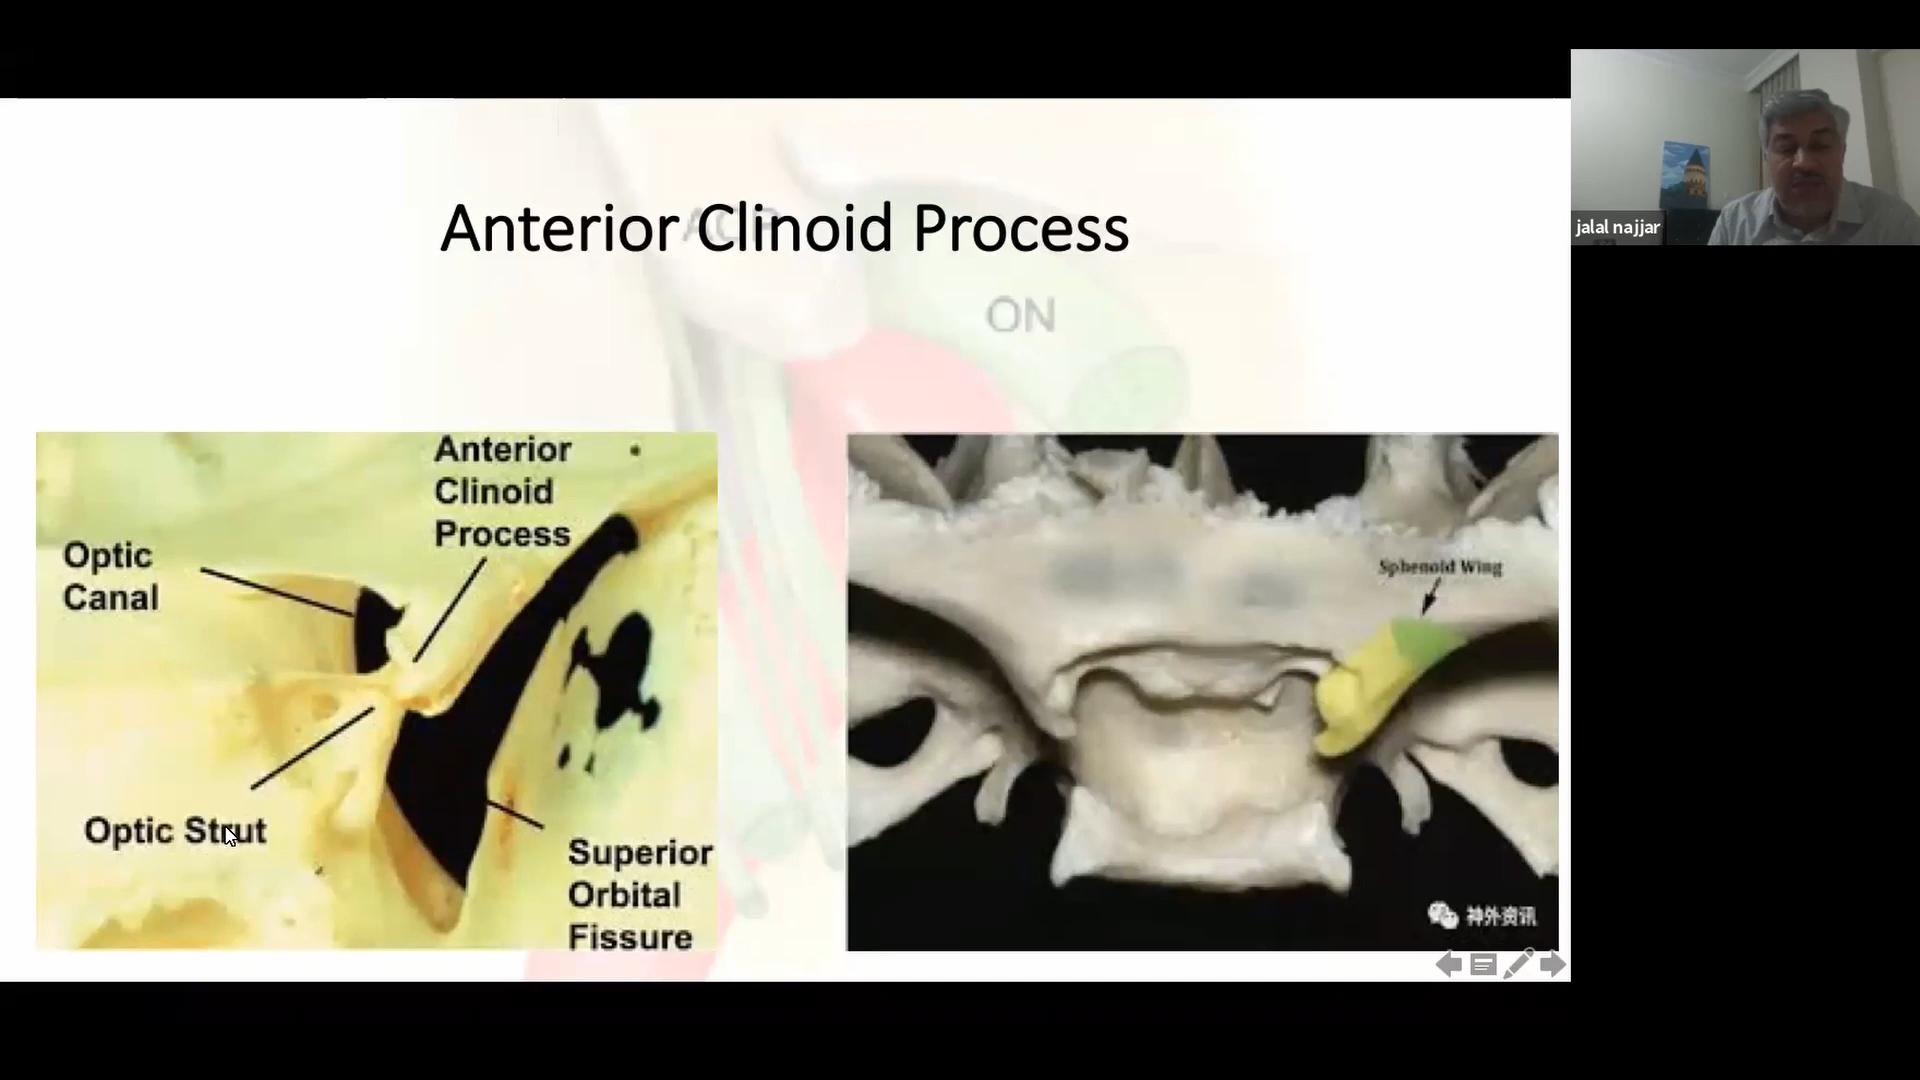 jalal najjar
ACP
Anterior Clinoid Process
ON
Anterior
Clinoid
Process
Optic
Canal
Optic Strut
Superior
Orbital
Fissure
Sphenoid Wing
神外资讯